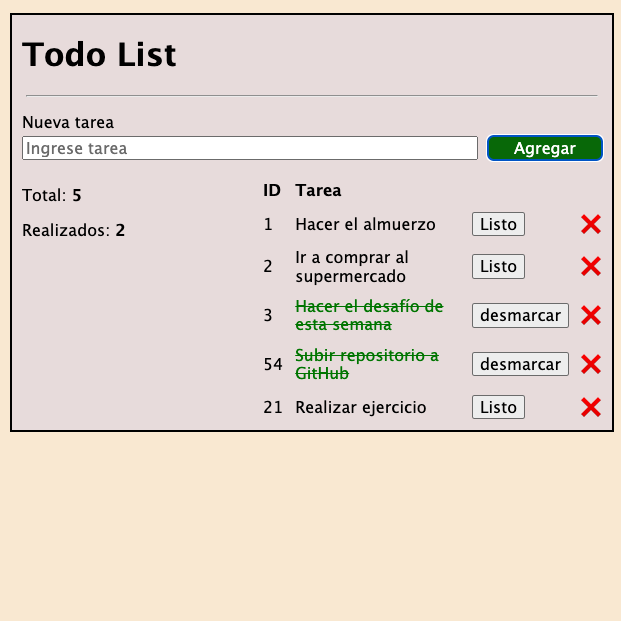 Todo List
Nueva tarea
Ingrese tarea Agregar
Total: 5
Realizados: 2
ID Tarea
1 Hacer el almuerzo Listo
2 Ir a comprar al
supermercado Listo
3 Hacer el desafío de
esta semana desmarcar
54 Subir repositorio a
GitHub desmarcar
21 Realizar ejercicio Listo